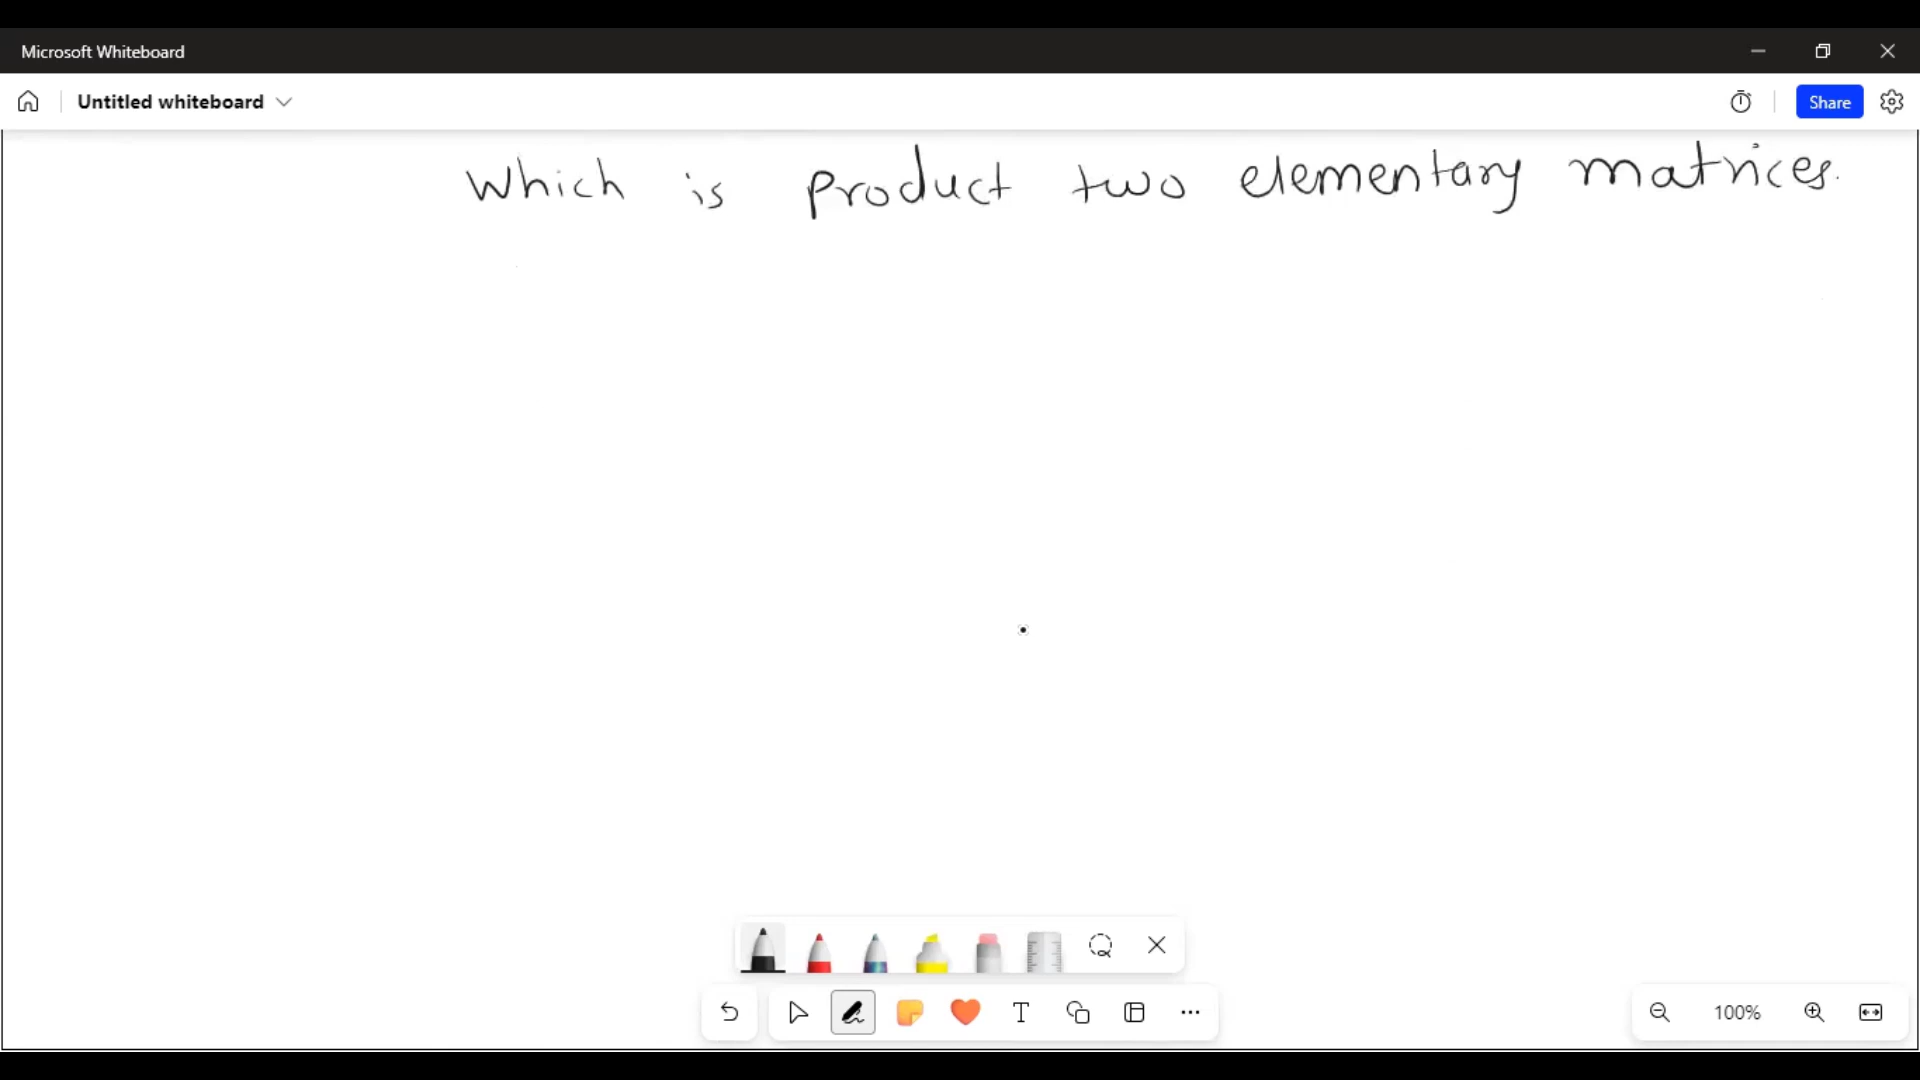 Microsoft Whiteboard
Untitled whiteboard
Share
Which is product two elementary matrices.
T
100%